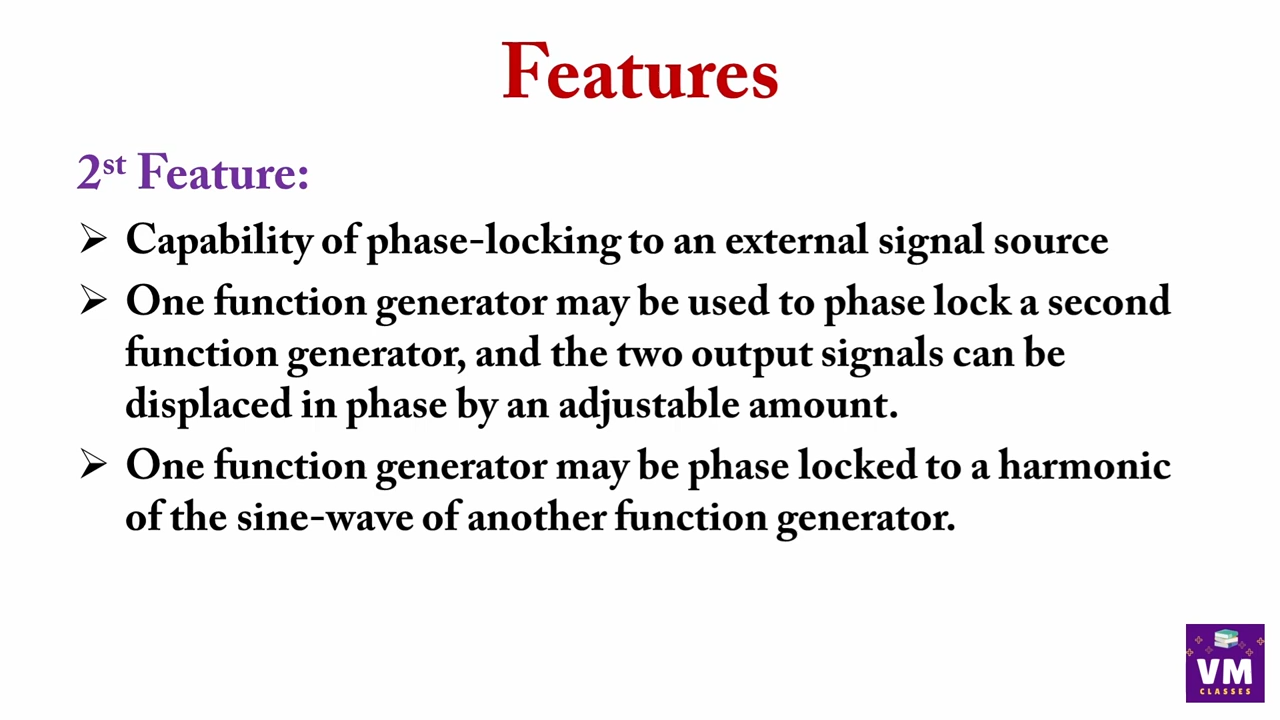 Features
2st Feature:
➢ Capability of phase-locking to an external signal source
➢ One function generator may be used to phase lock a second
function generator, and the two output signals can be
displaced in phase by an adjustable amount.
➢ One function generator may be phase locked to a harmonic
of the sine-wave of another function generator.
VM
CLASSES